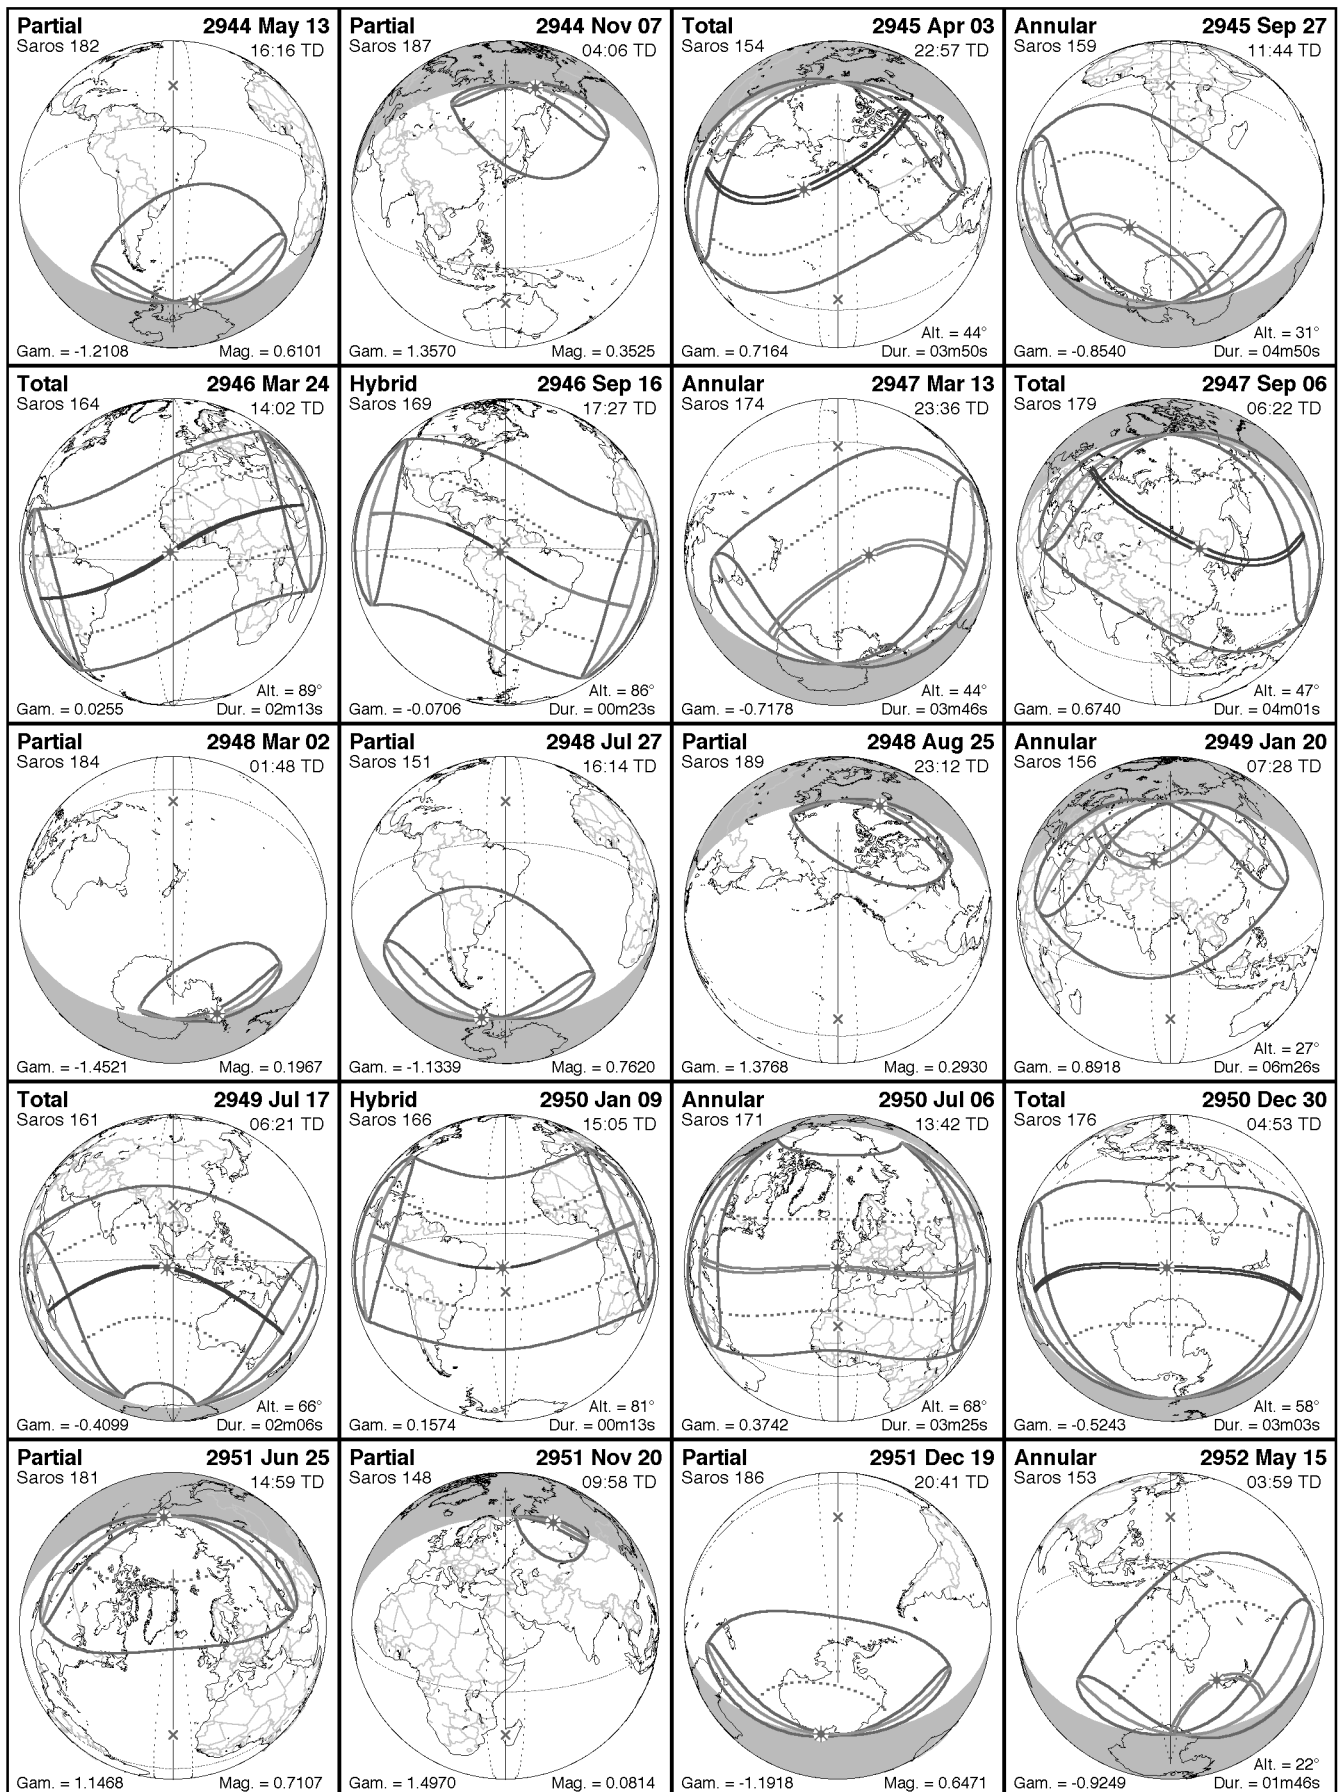 Partial 2944 May 13
Saros 182 16:16 TD
Gam. = -1.2108 Mag. = 0.6101
Partial 2944 Nov 07
Saros 187 04:06 TD
Gam. = 1.3570 Mag. = 0.3525
Total 2945 Apr 03
Saros 154 22:57 TD
Alt. = 44°
Gam. = 0.7164 Dur. = 03m50s
Annular 2945 Sep 27
Saros 159 11:44 TD
Alt. = 31°
Gam. = -0.8540 Dur. = 04m50s
Total 2946 Mar 24
Saros 164 14:02 TD
Alt. = 89°
Gam. = 0.0255 Dur. = 02m13s
Hybrid 2946 Sep 16
Saros 169 17:27 TD
Alt. = 86°
Gam. = -0.0706 Dur. = 00m23s
Annular 2947 Mar 13
Saros 174 23:36 TD
Alt. = 44°
Gam. = -0.7178 Dur. = 03m46s
Total 2947 Sep 06
Saros 179 06:22 TD
Alt. = 47°
Gam. = 0.6740 Dur. = 04m01s
Partial 2948 Mar 02
Saros 184 01:48 TD
Gam. = -1.4521 Mag. = 0.1967
Partial 2948 Jul 27
Saros 151 16:14 TD
Gam. = -1.1339 Mag. = 0.7620
Partial 2948 Aug 25
Saros 189 23:12 TD
Gam. = 1.3768 Mag. = 0.2930
Annular 2949 Jan 20
Saros 156 07:28 TD
Alt. = 27°
Gam. = 0.8918 Dur. = 06m26s
Total 2949 Jul 17
Saros 161 06:21 TD
Alt. = 66°
Gam. = -0.4099 Dur. = 02m06s
Hybrid 2950 Jan 09
Saros 166 15:05 TD
Alt. = 81°
Gam. = 0.1574 Dur. = 00m13s
Annular 2950 Jul 06
Saros 171 13:42 TD
Alt. = 68°
Gam. = 0.3742 Dur. = 03m25s
Total 2950 Dec 30
Saros 176 04:53 TD
Alt. = 58°
Gam. = -0.5243 Dur. = 03m03s
Partial 2951 Jun 25
Saros 181 14:59 TD
Gam. = 1.1468 Mag. = 0.7107
Partial 2951 Nov 20
Saros 148 09:58 TD
Gam. = 1.4970 Mag. = 0.0814
Partial 2951 Dec 19
Saros 186 20:41 TD
Gam. = -1.1918 Mag. = 0.6471
Annular 2952 May 15
Saros 153 03:59 TD
Alt. = 22°
Gam. = -0.9249 Dur. = 01m46s